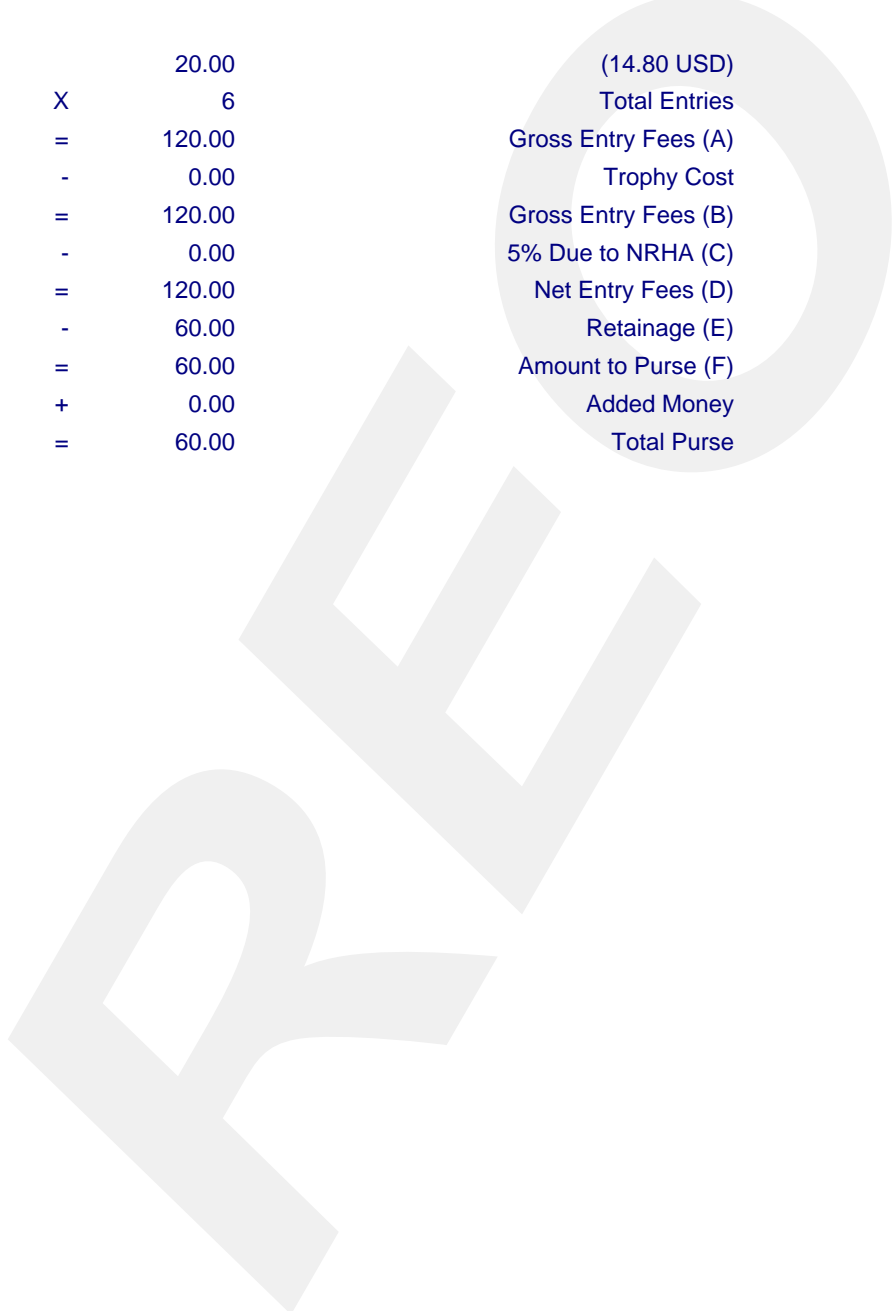 20.00 (14.80 USD)
X 6 Total Entries
= 120.00 Gross Entry Fees (A)
- 0.00 Trophy Cost
= 120.00 Gross Entry Fees (B)
- 0.00 5% Due to NRHA (C)
= 120.00 Net Entry Fees (D)
- 60.00 Retainage (E)
= 60.00 Amount to Purse (F)
+ 0.00 Added Money
= 60.00 Total Purse
REO